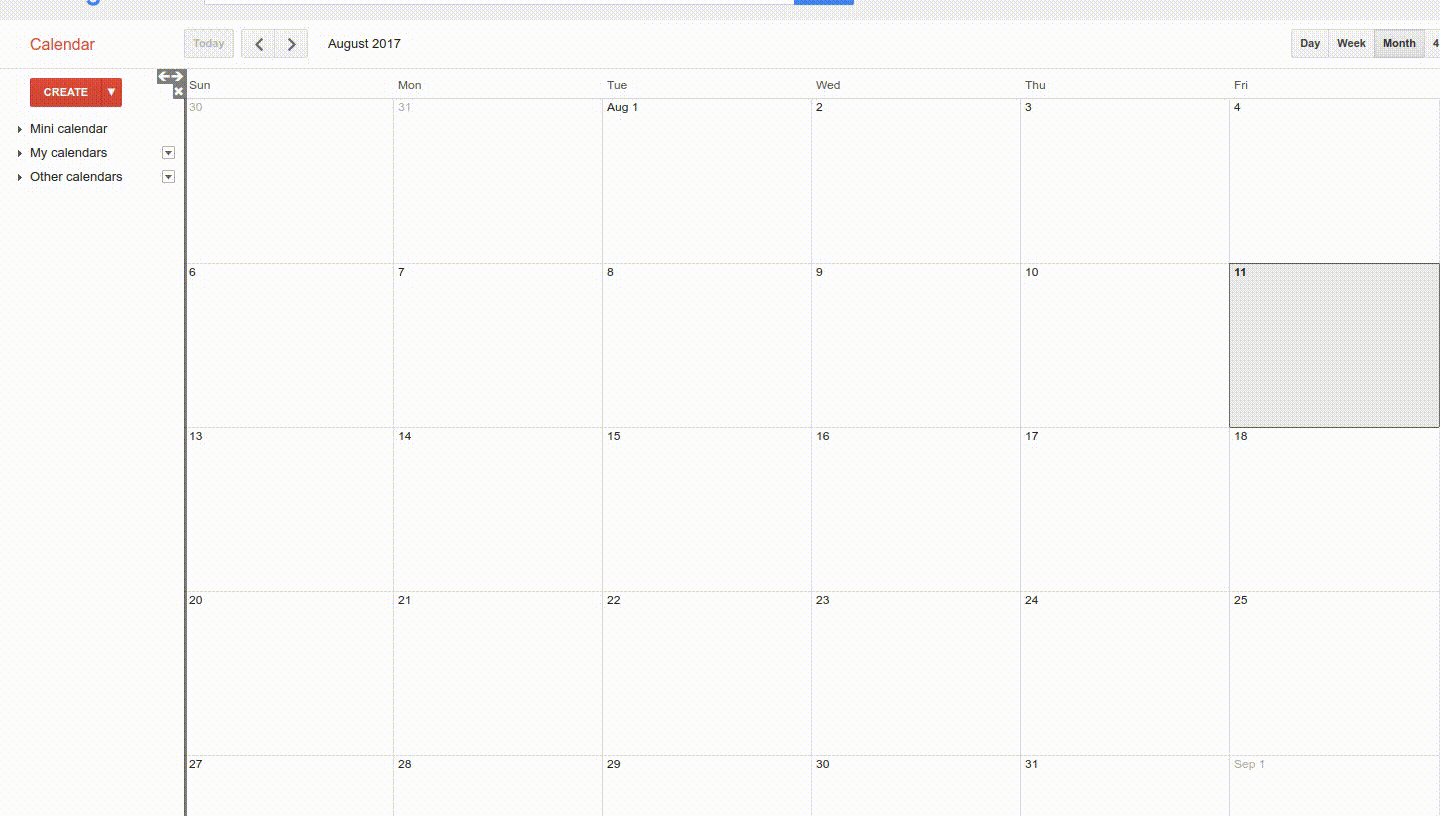 Calendar
Today
August 2017
Day Week Month 4
CREATE
Mini calendar
My calendars
Other calendars
Sun Mon Tue Wed Thu Fri
30 31 Aug 1 2 3 4
6 7 8 9 10 11
13 14 15 16 17 18
20 21 22 23 24 25
27 28 29 30 31 Sep 1